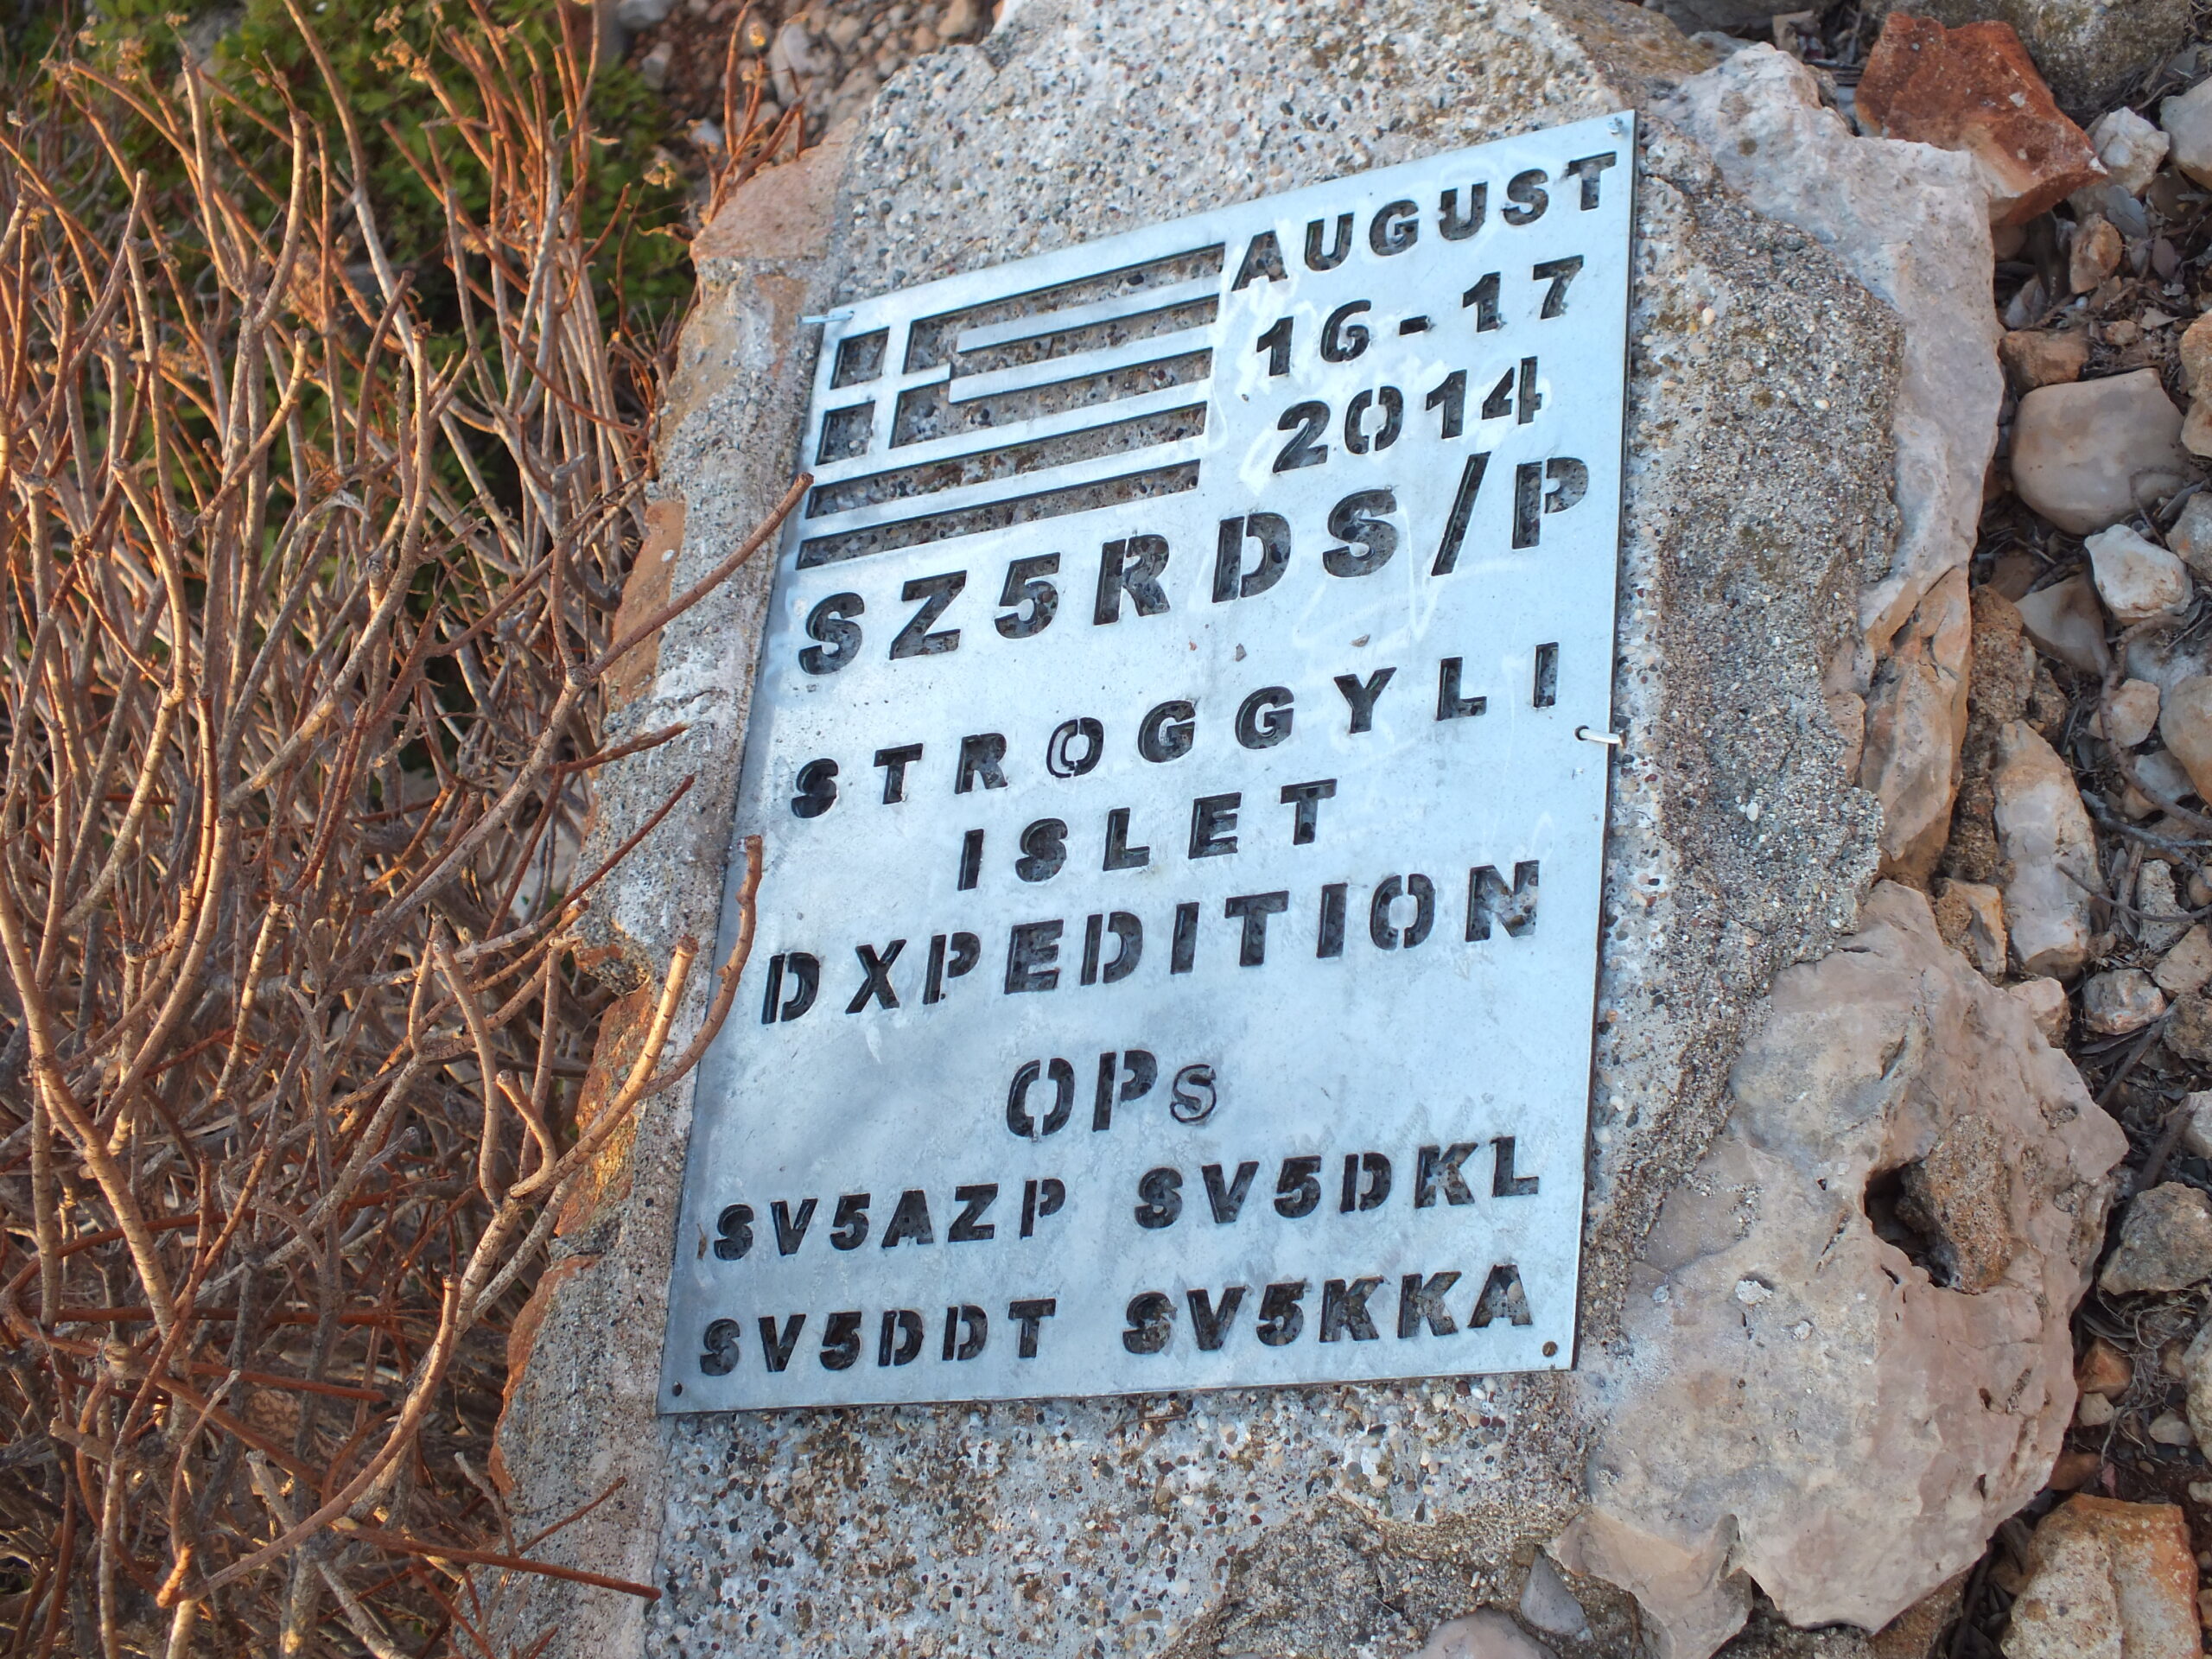 AUGUST
16-17
2014
SZ5RDS/P
STROGGYLI
ISLET
DXPEDITION
OPs
SV5AZP SV5DKL
SV5DDT SV5KKA